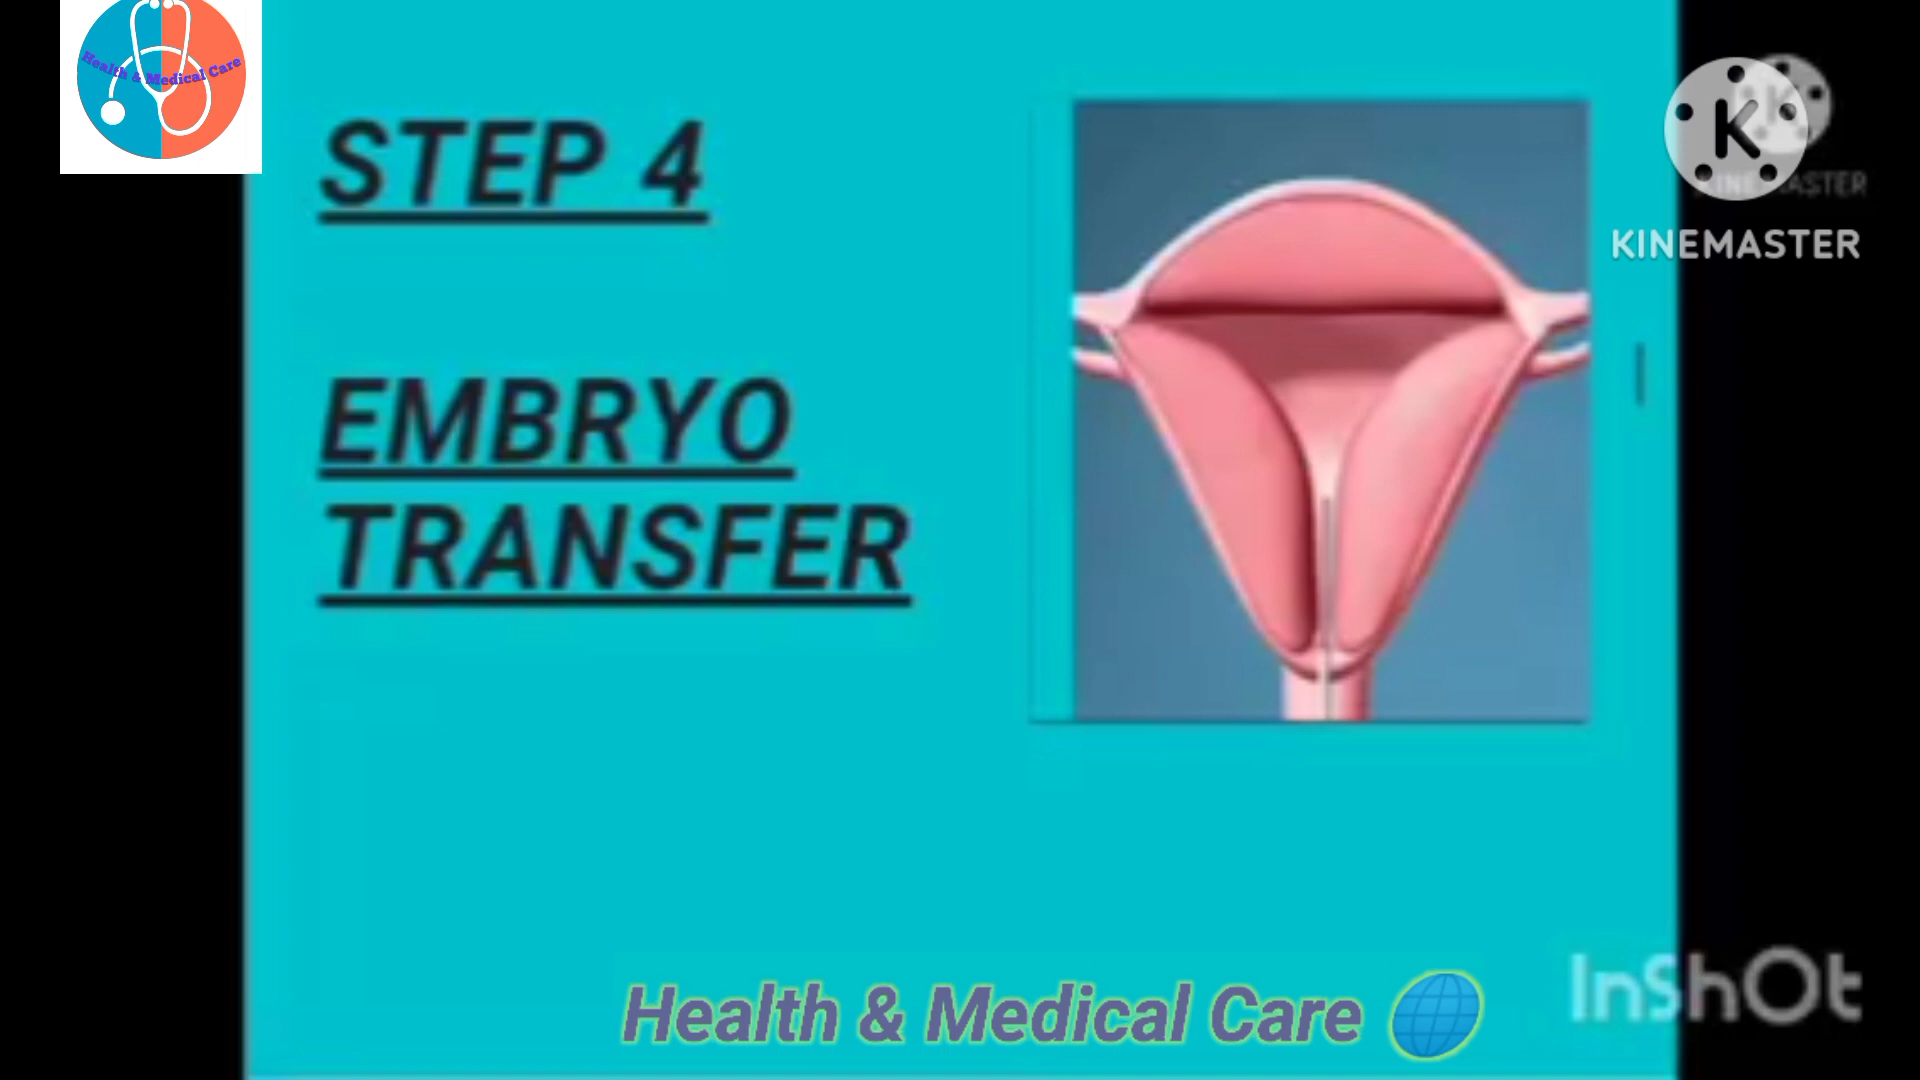 Health & Medical Care
STEP 4
EMBRYO
TRANSFER
K
KINEMASTER
Health & Medical Care
InShOt